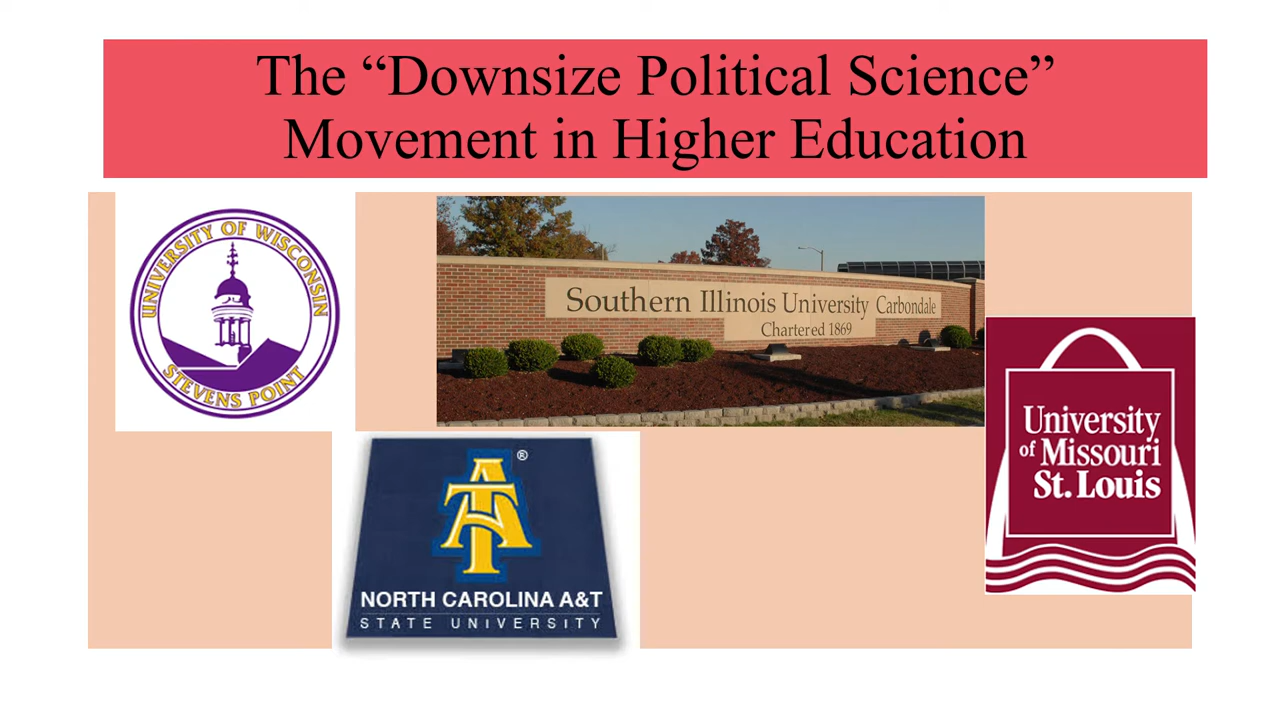 The “Downsize Political Science”
Movement in Higher Education
UNIVERSITY OF WISCONSIN
STEVENS POINT
Southern Illinois University Carbondale
Chartered 1869
University
of Missouri
St. Louis
AT®
NORTH CAROLINA A&T
STATE UNIVERSITY